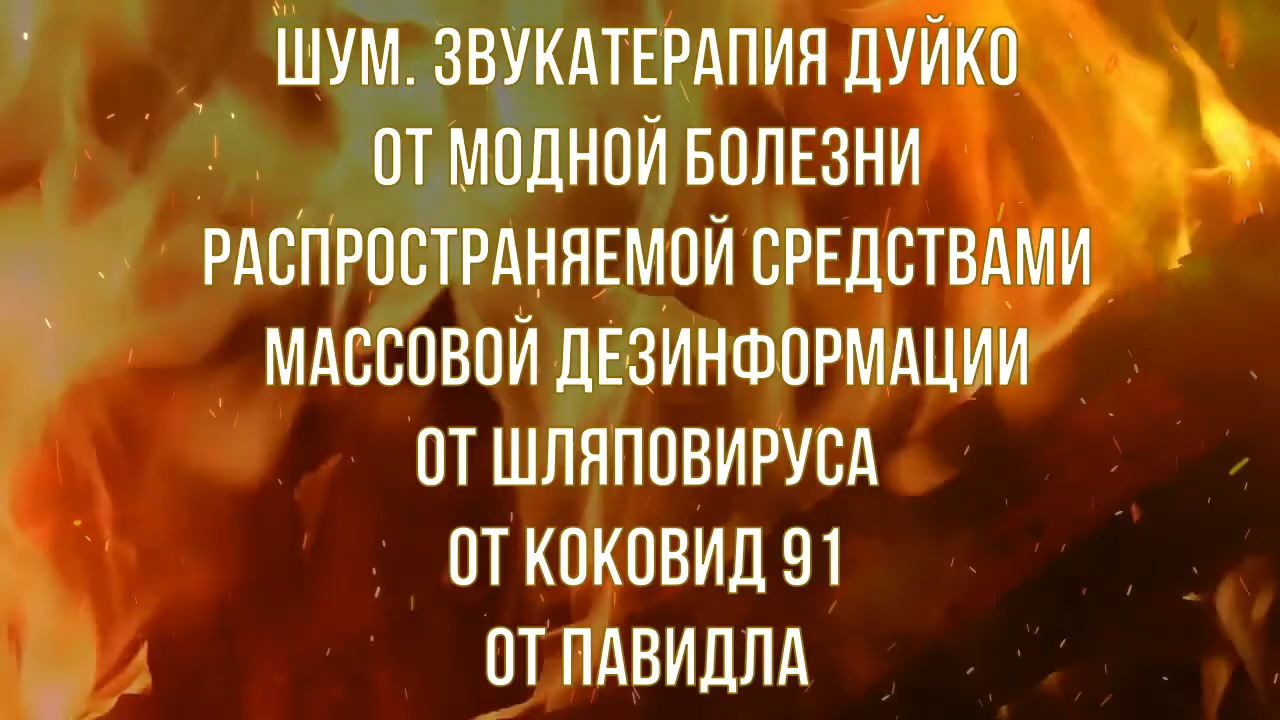 ШУМ. ЗВУКАТЕРАПИЯ ДУЙКО
ОТ МОДНОЙ БОЛЕЗНИ
РАСПРОСТРАНЯЕМОЙ СРЕДСТВАМИ
МАССОВОЙ ДЕЗИНФОРМАЦИИ
ОТ ШЛЯПОВИРУСА
ОТ КОКОВИД 91
ОТ ПАВИДЛА